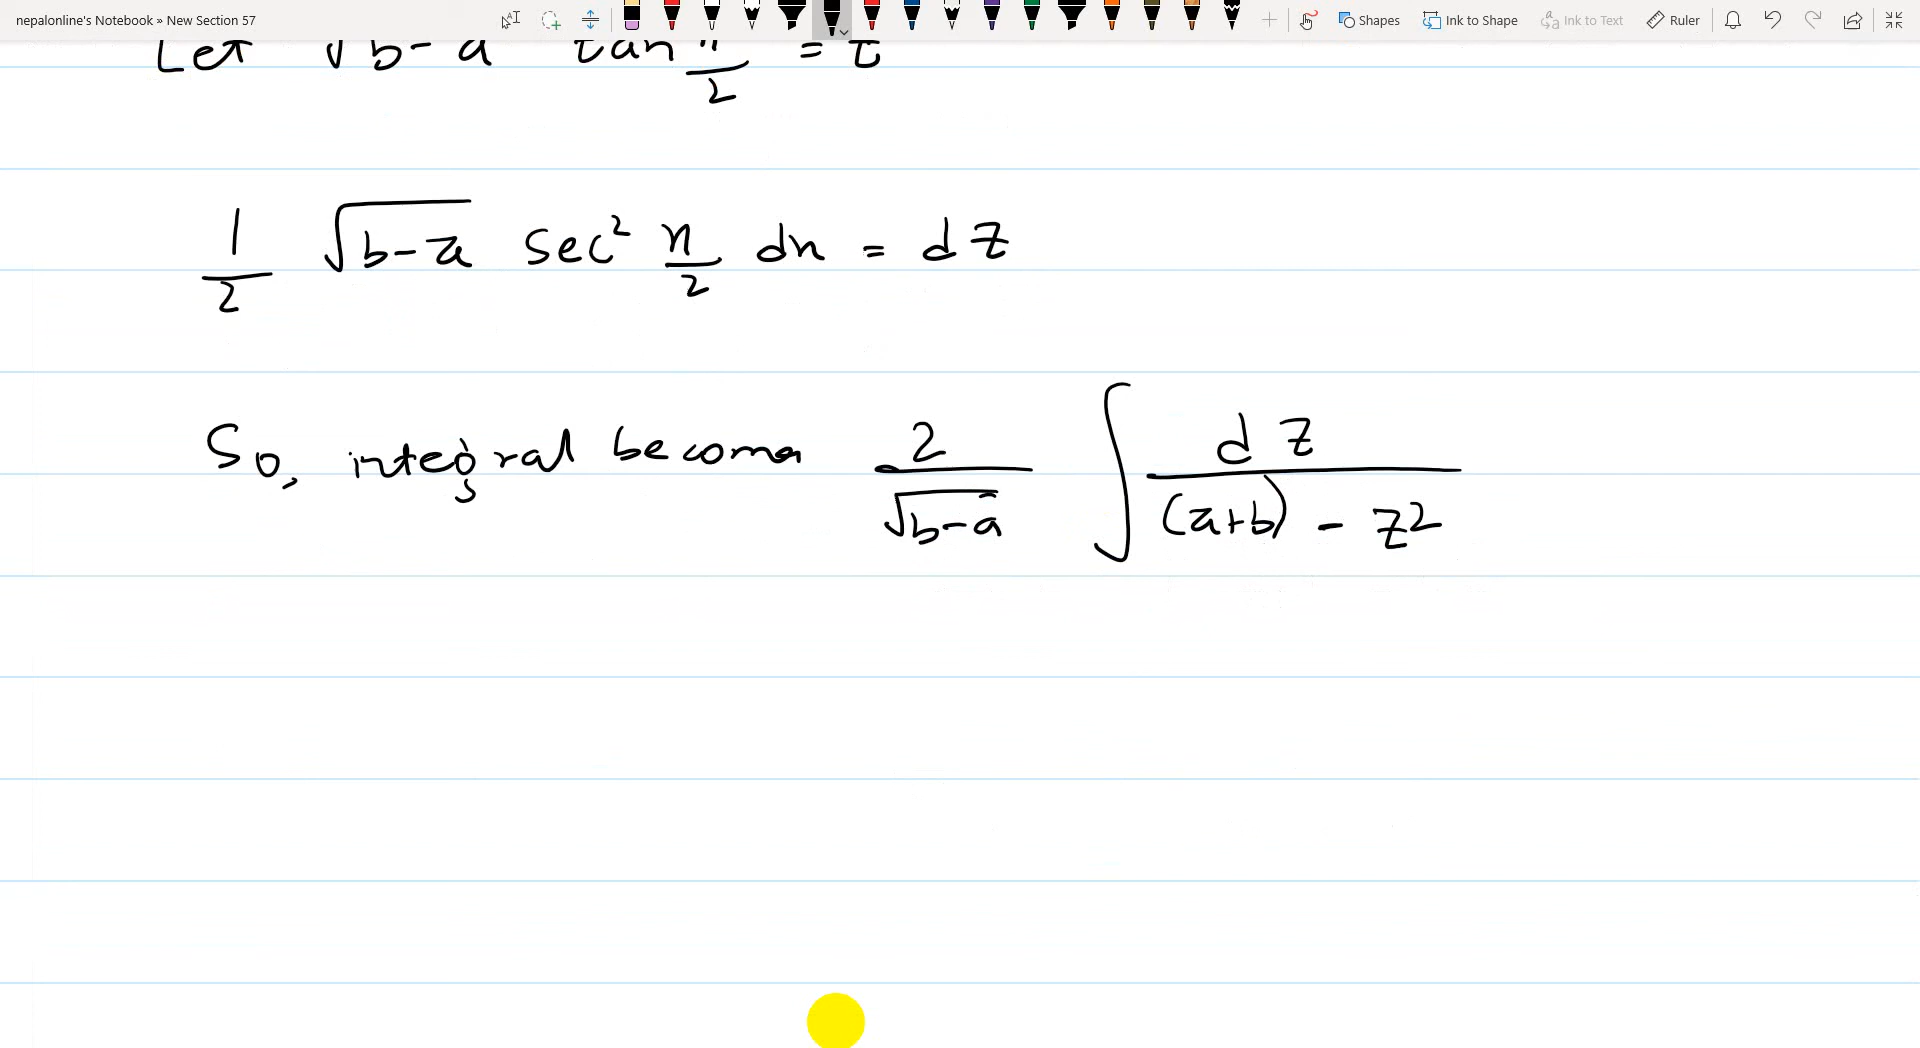 nepalonline's Notebook » New Section 57
Shapes Ink to Shape Ink to Text Ruler
Let √b-a tan x/2 = z
1/2 √b-a sec² x/2 dx = dz
So, integral becomes 2/√b-a ∫ dz/(a+b) - z²